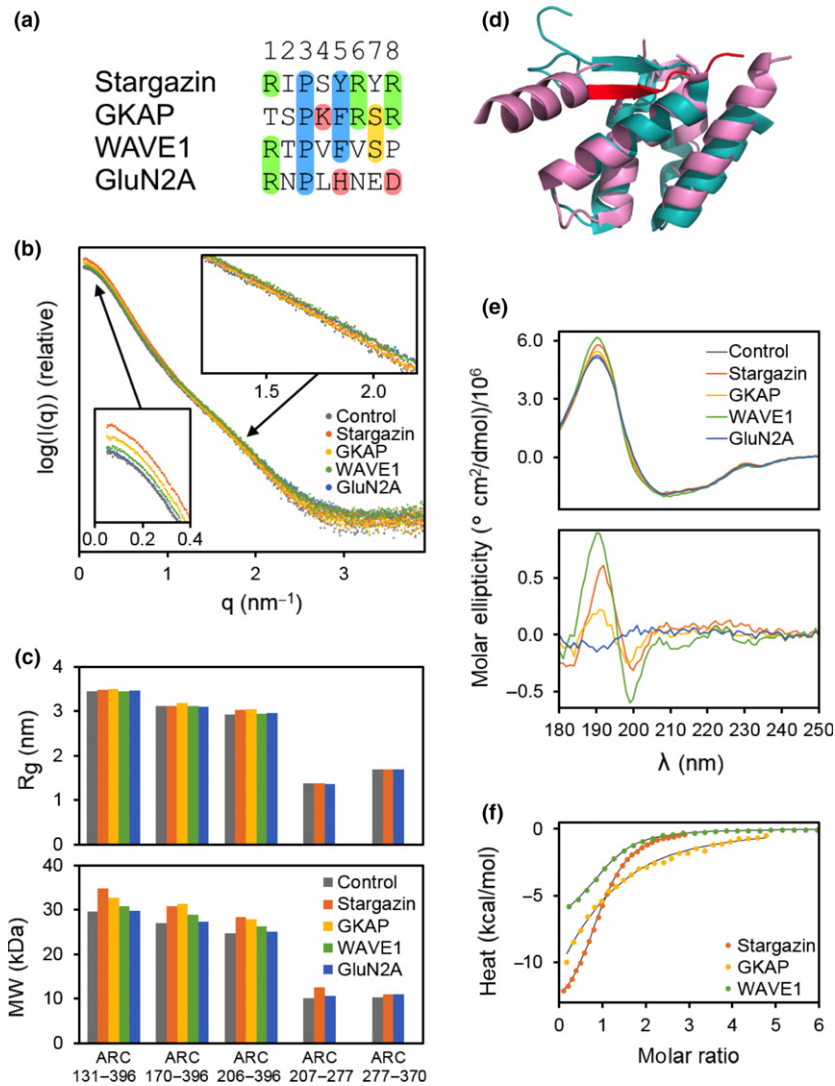 (a)
12345678
Stargazin RIPSYRYR
GKAP TSPKFRSR
WAVE1 RTPVFVSP
GluN2A RNPLHNED
(b)
log(I(q)) (relative)
1.5 2.0
Control
Stargazin
GKAP
WAVE1
GluN2A
0.0 0.2 0.4
0 1 2 3
q (nm⁻¹)
(c)
Rg (nm)
4
3
2
1
0
MW (kDa)
40
30
20
10
0
Control
Stargazin
GKAP
WAVE1
GluN2A
ARC ARC ARC ARC ARC
131–396 170–396 206–396 207–277 277–370
(d)
(e)
Molar ellipticity (° cm²/dmol)/10⁶
6.0
3.0
0.0
Control
Stargazin
GKAP
WAVE1
GluN2A
0.5
0.0
−0.5
180 190 200 210 220 230 240 250
λ (nm)
(f)
Heat (kcal/mol)
0
−5
−10
Stargazin
GKAP
WAVE1
0 1 2 3 4 5 6
Molar ratio